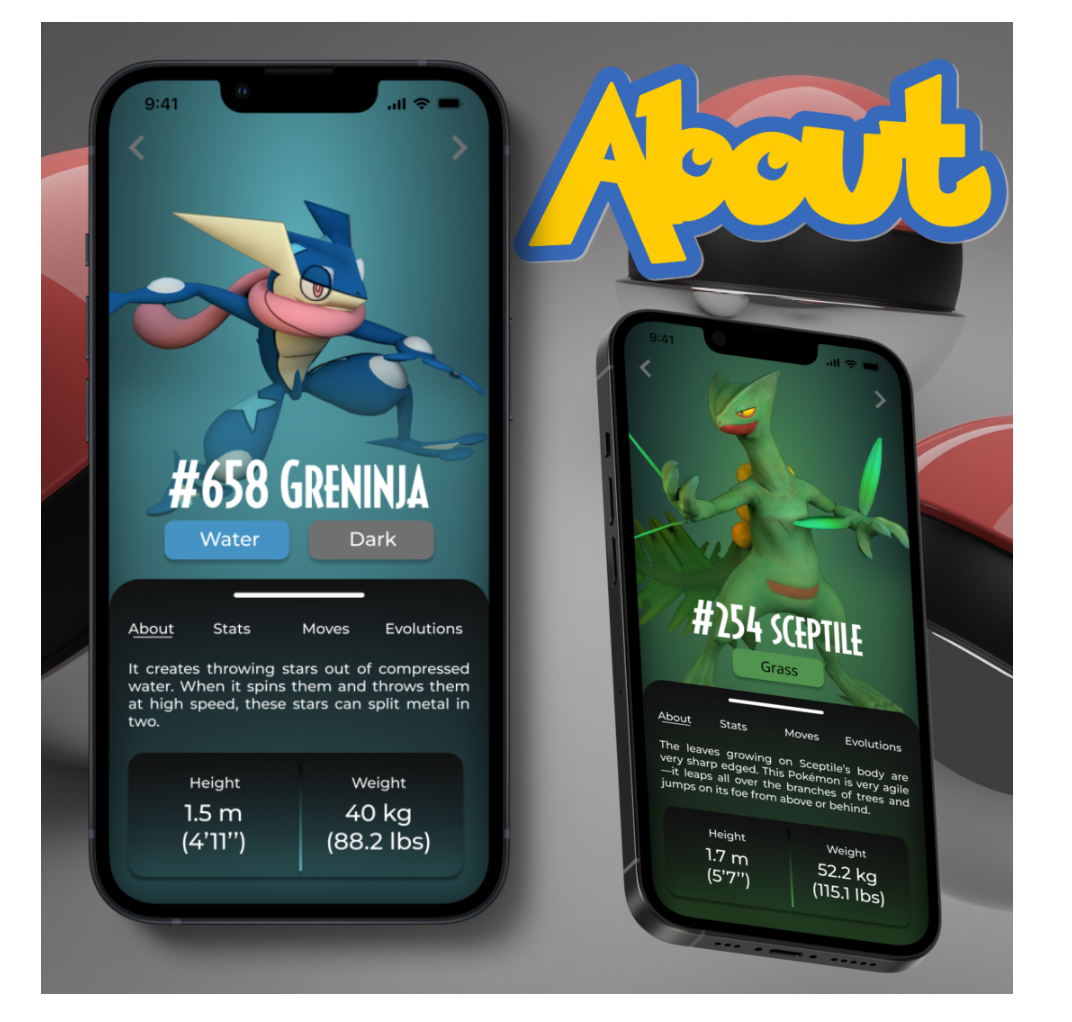 About
9:41
#658 Greninja
Water Dark
About Stats Moves Evolutions
It creates throwing stars out of compressed
water. When it spins them and throws them
at high speed, these stars can split metal in
two.
Height Weight
1.5 m 40 kg
(4'11'') (88.2 lbs)
9:41
#254 Sceptile
Grass
About Stats Moves Evolutions
The leaves growing on Sceptile's body are
very sharp edged. This Pokémon is very agile
—it leaps all over the branches of trees and
jumps on its foe from above or behind.
Height Weight
1.7 m 52.2 kg
(5'7'') (115.1 lbs)